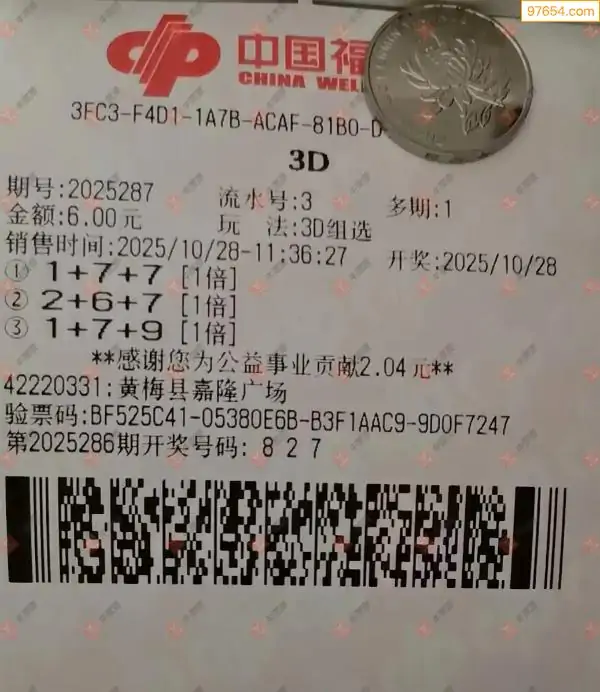 97654.com
中国福
CHINA WEL
3FC3-F4D1-1A7B-ACAF-81B0-D
3D
期号:2025287 流水号:3 多期:1
金额:6.00元 玩 法:3D组选
销售时间:2025/10/28-11:36:27 开奖:2025/10/28
① 1+7+7 [1倍]
② 2+6+7 [1倍]
③ 1+7+9 [1倍]
**感谢您为公益事业贡献2.04元**
42220331:黄梅县嘉隆广场
验票码:BF525C41-05380E6B-B3F1AAC9-9D0F7247
第2025286期开奖号码: 8 2 7